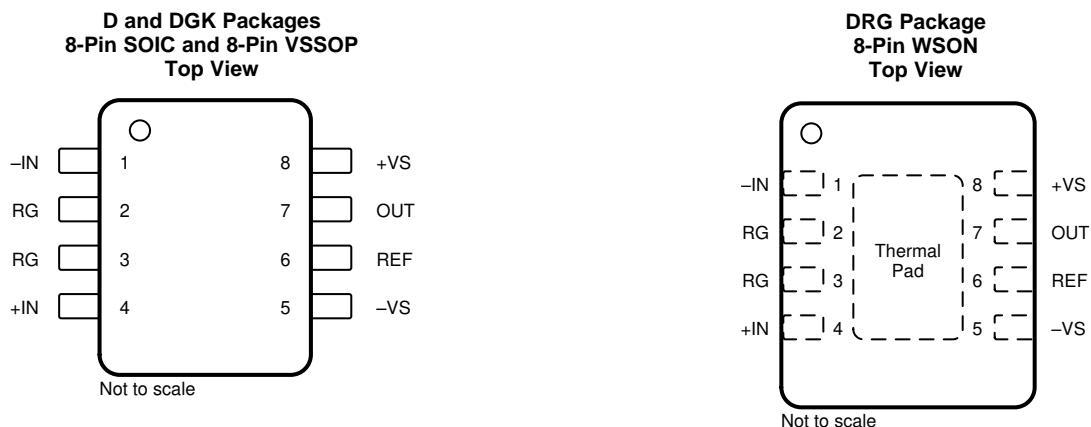 D and DGK Packages
8-Pin SOIC and 8-Pin VSSOP
Top View
–IN 1 8 +VS
RG 2 7 OUT
RG 3 6 REF
+IN 4 5 –VS
Not to scale
DRG Package
8-Pin WSON
Top View
–IN 1 8 +VS
RG 2 7 OUT
Thermal
Pad
RG 3 6 REF
+IN 4 5 –VS
Not to scale